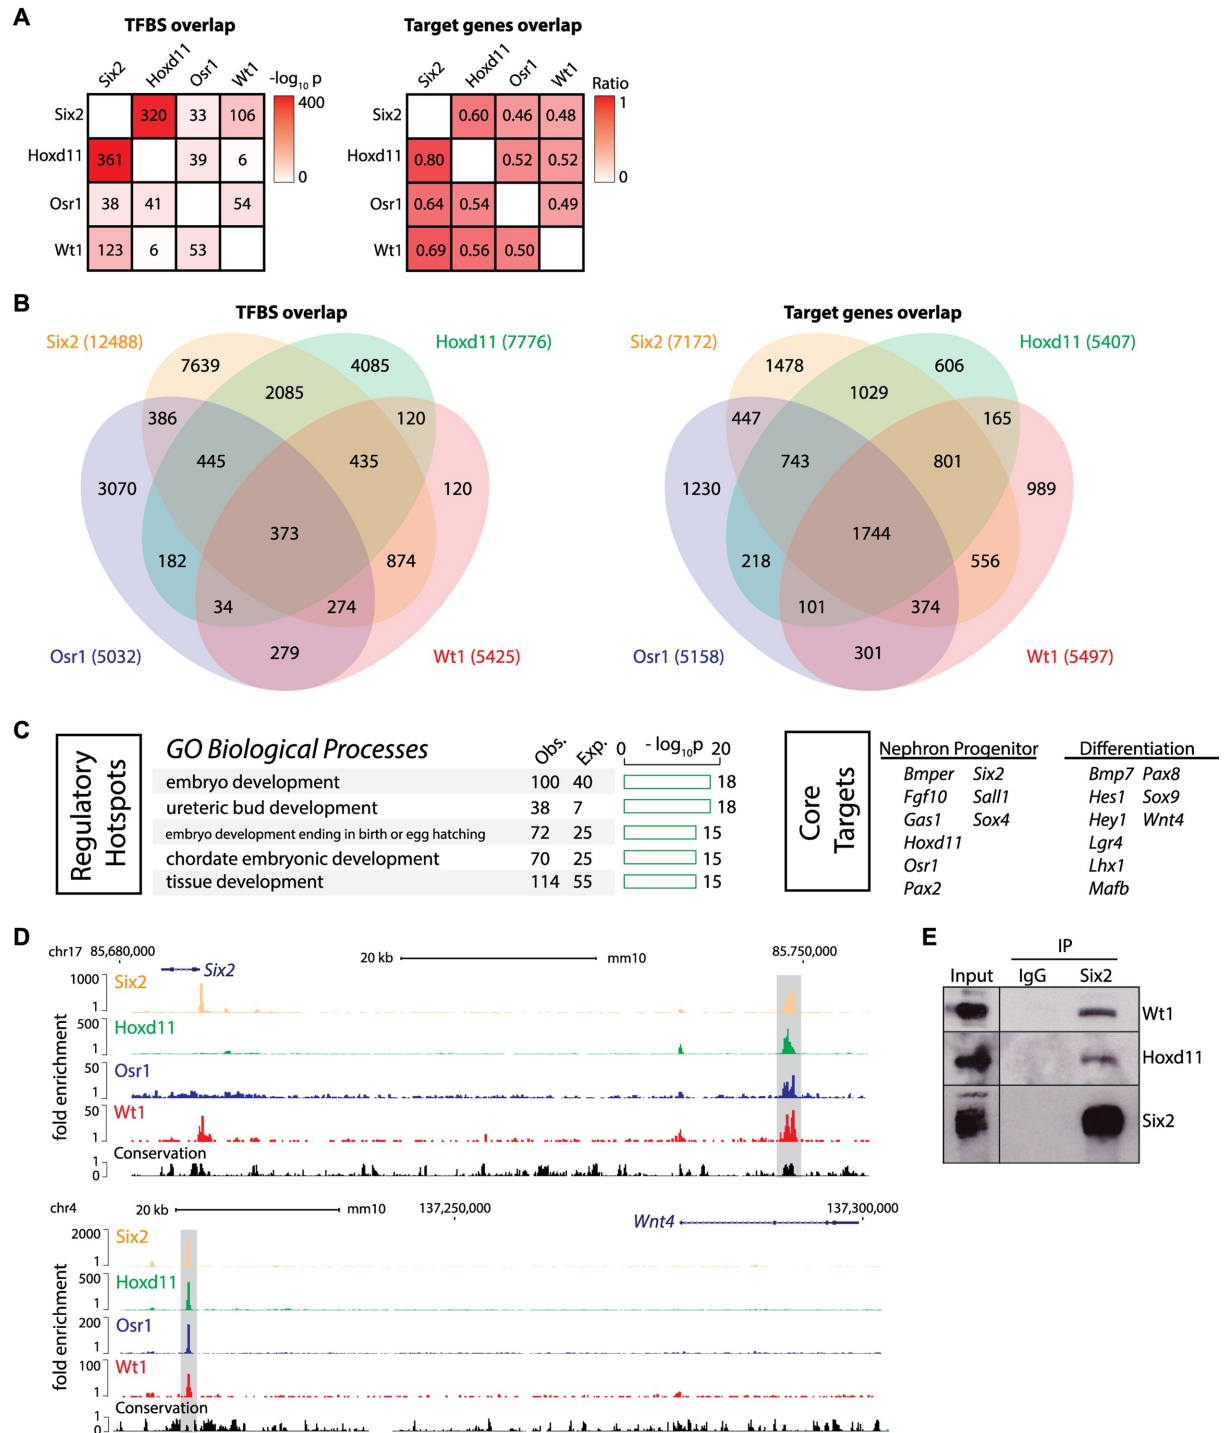 A
TFBS overlap
Target genes overlap
Six2 Hoxd11 Osr1 Wt1
-log10 p
400
0
Six2 320 33 106
Hoxd11 361 39 6
Osr1 38 41 54
Wt1 123 6 53
Six2 Hoxd11 Osr1 Wt1
Ratio
1
0
Six2 0.60 0.46 0.48
Hoxd11 0.80 0.52 0.52
Osr1 0.64 0.54 0.49
Wt1 0.69 0.56 0.50
B
TFBS overlap
Six2 (12488)
Hoxd11 (7776)
7639 4085
2085
386 120
445 435
3070 120
373
182 874
34 274
279
Osr1 (5032)
Wt1 (5425)
Target genes overlap
Six2 (7172)
Hoxd11 (5407)
1478 606
1029
447 165
743 801
1230 989
1744
218 556
101 374
301
Osr1 (5158)
Wt1 (5497)
C
Regulatory
Hotspots
GO Biological Processes Obs. Exp. 0 - log10p 20
embryo development 100 40 18
ureteric bud development 38 7 18
embryo development ending in birth or egg hatching 72 25 15
chordate embryonic development 70 25 15
tissue development 114 55 15
Core
Targets
Nephron Progenitor
Bmper Six2
Fgf10 Sall1
Gas1 Sox4
Hoxd11
Osr1
Pax2
Differentiation
Bmp7 Pax8
Hes1 Sox9
Hey1 Wnt4
Lgr4
Lhx1
Mafb
D
chr17 85,680,000 20 kb mm10 85,750,000
Six2
fold enrichment
1000
1
Six2
500
1
Hoxd11
50
1
Osr1
50
1
Wt1
Conservation
1
0
chr4 20 kb mm10 137,250,000 137,300,000
Wnt4
fold enrichment
2000
1
Six2
500
1
Hoxd11
200
1
Osr1
100
1
Wt1
Conservation
1
0
E
IP
Input IgG Six2
Wt1
Hoxd11
Six2